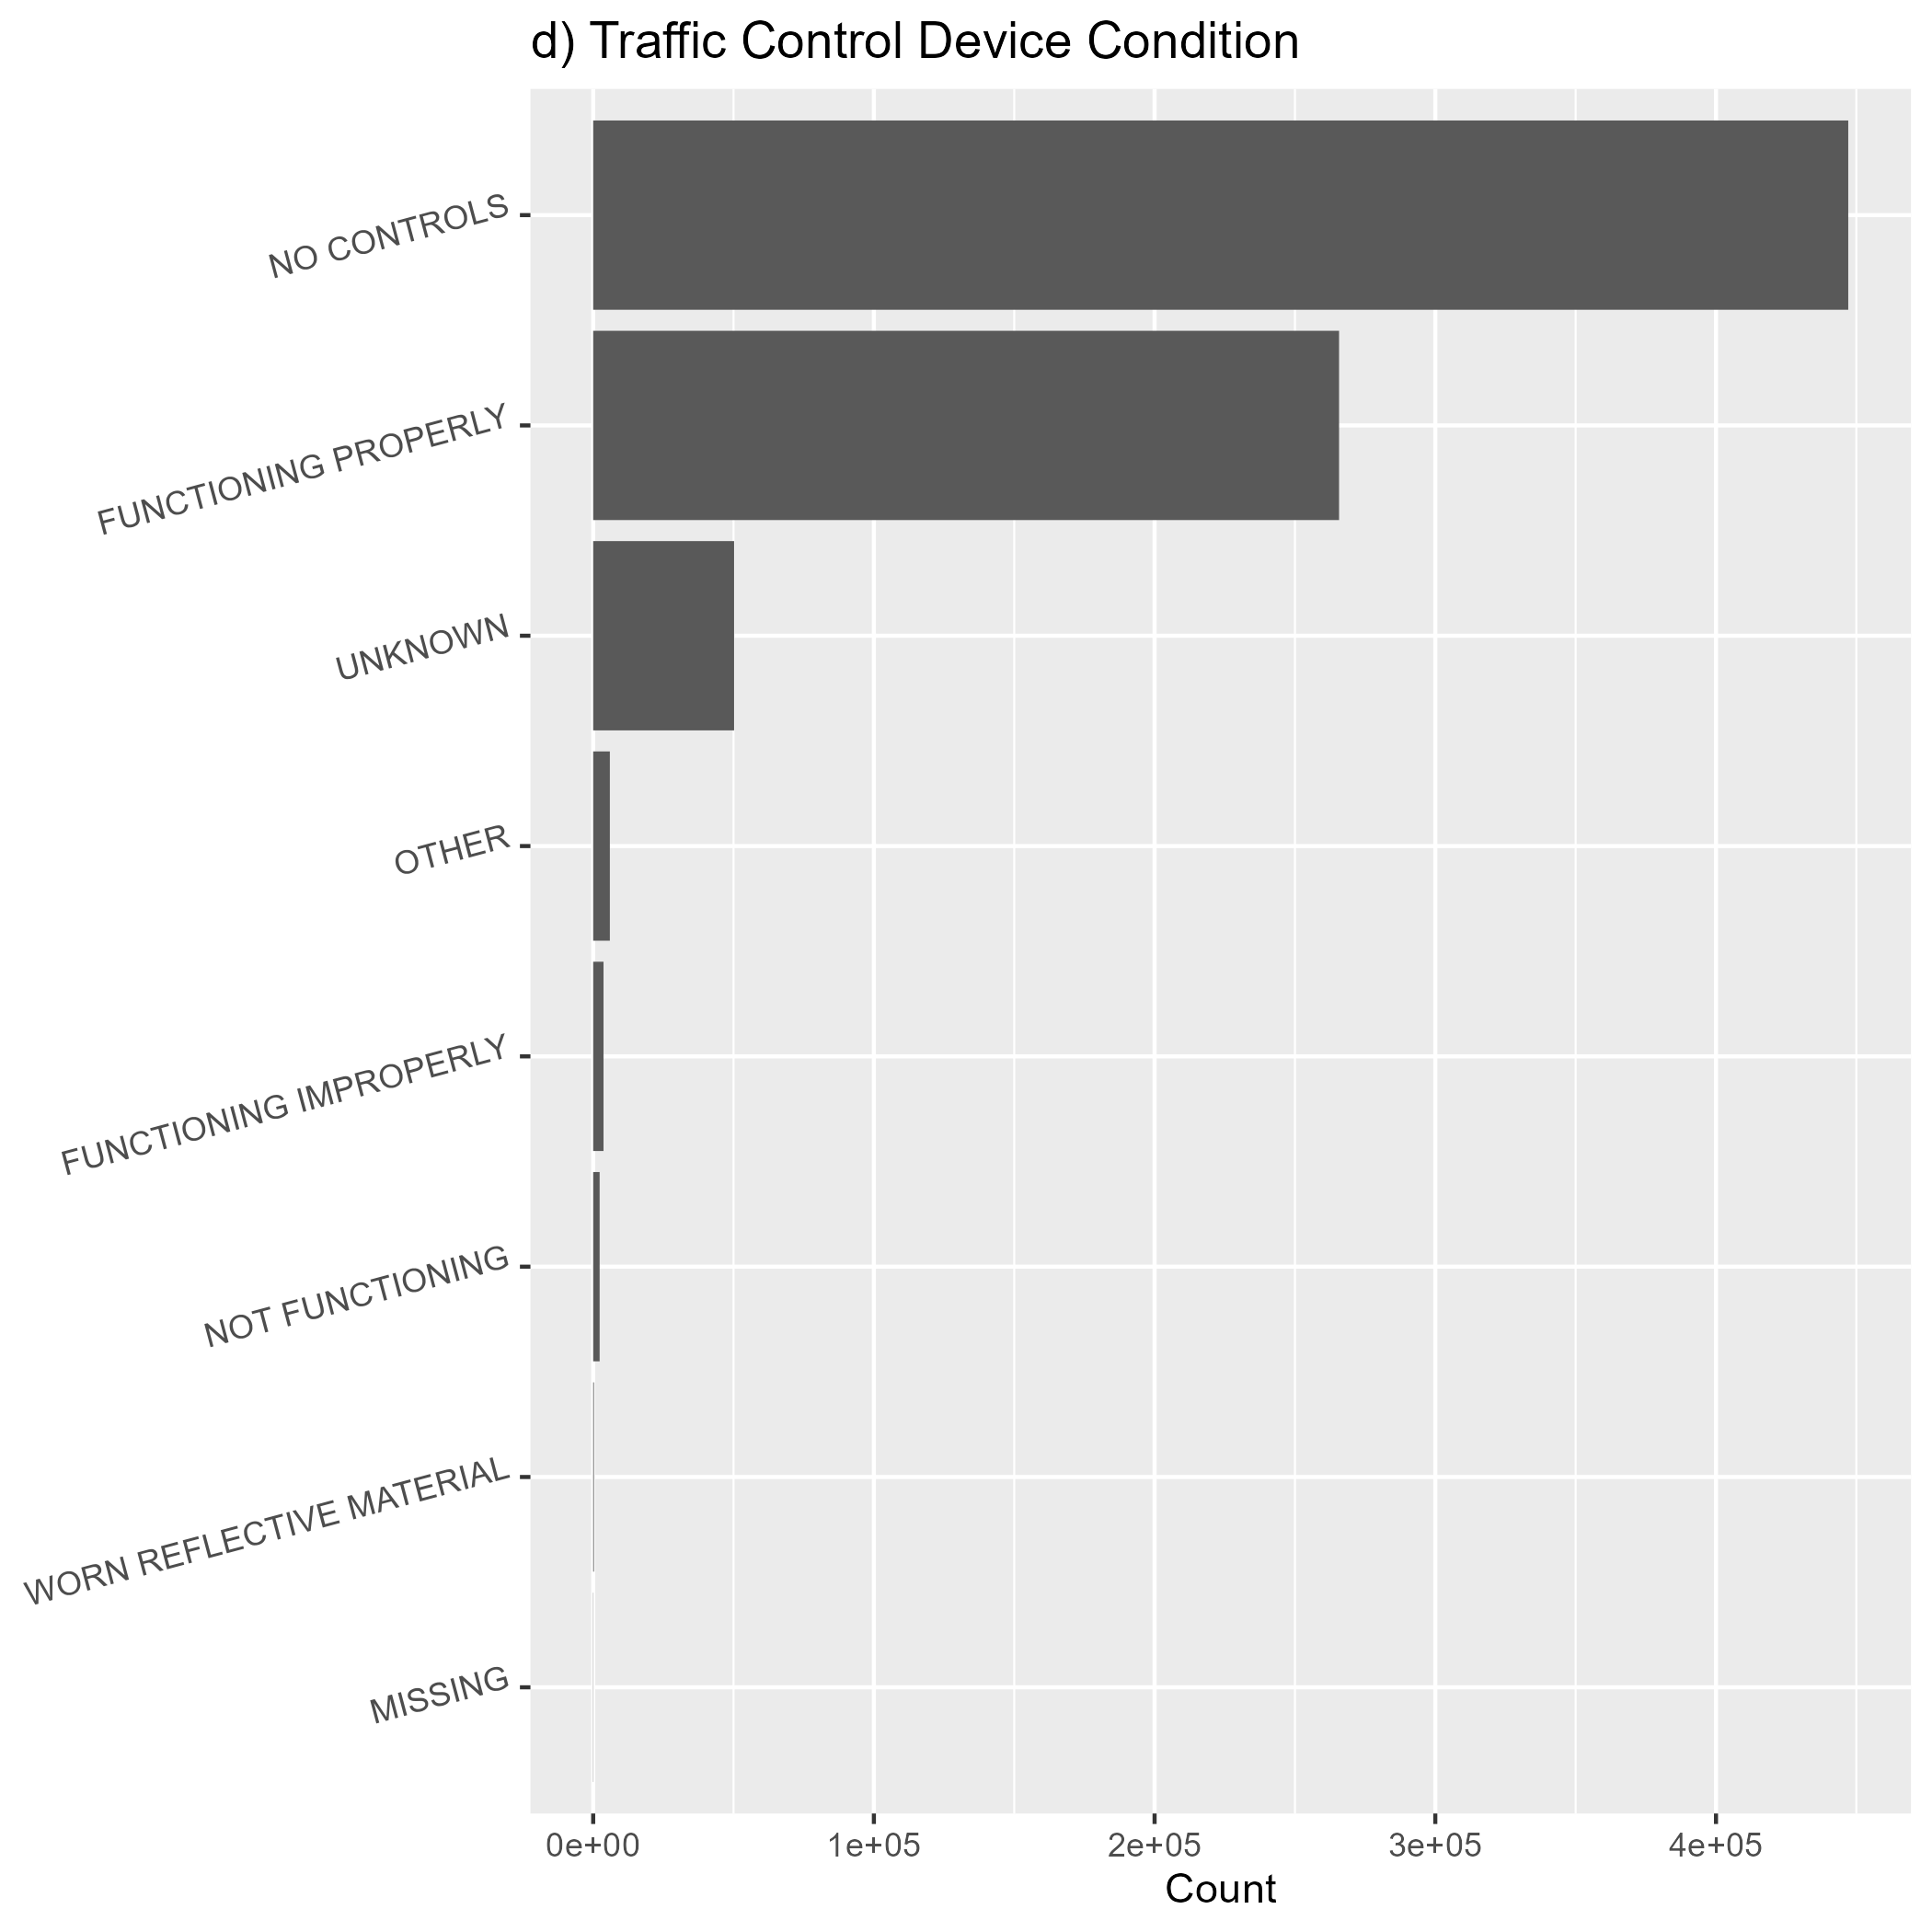 d) Traffic Control Device Condition
NO CONTROLS
FUNCTIONING PROPERLY
UNKNOWN
OTHER
FUNCTIONING IMPROPERLY
NOT FUNCTIONING
WORN REFLECTIVE MATERIAL
MISSING
0e+00 1e+05 2e+05 3e+05 4e+05
Count